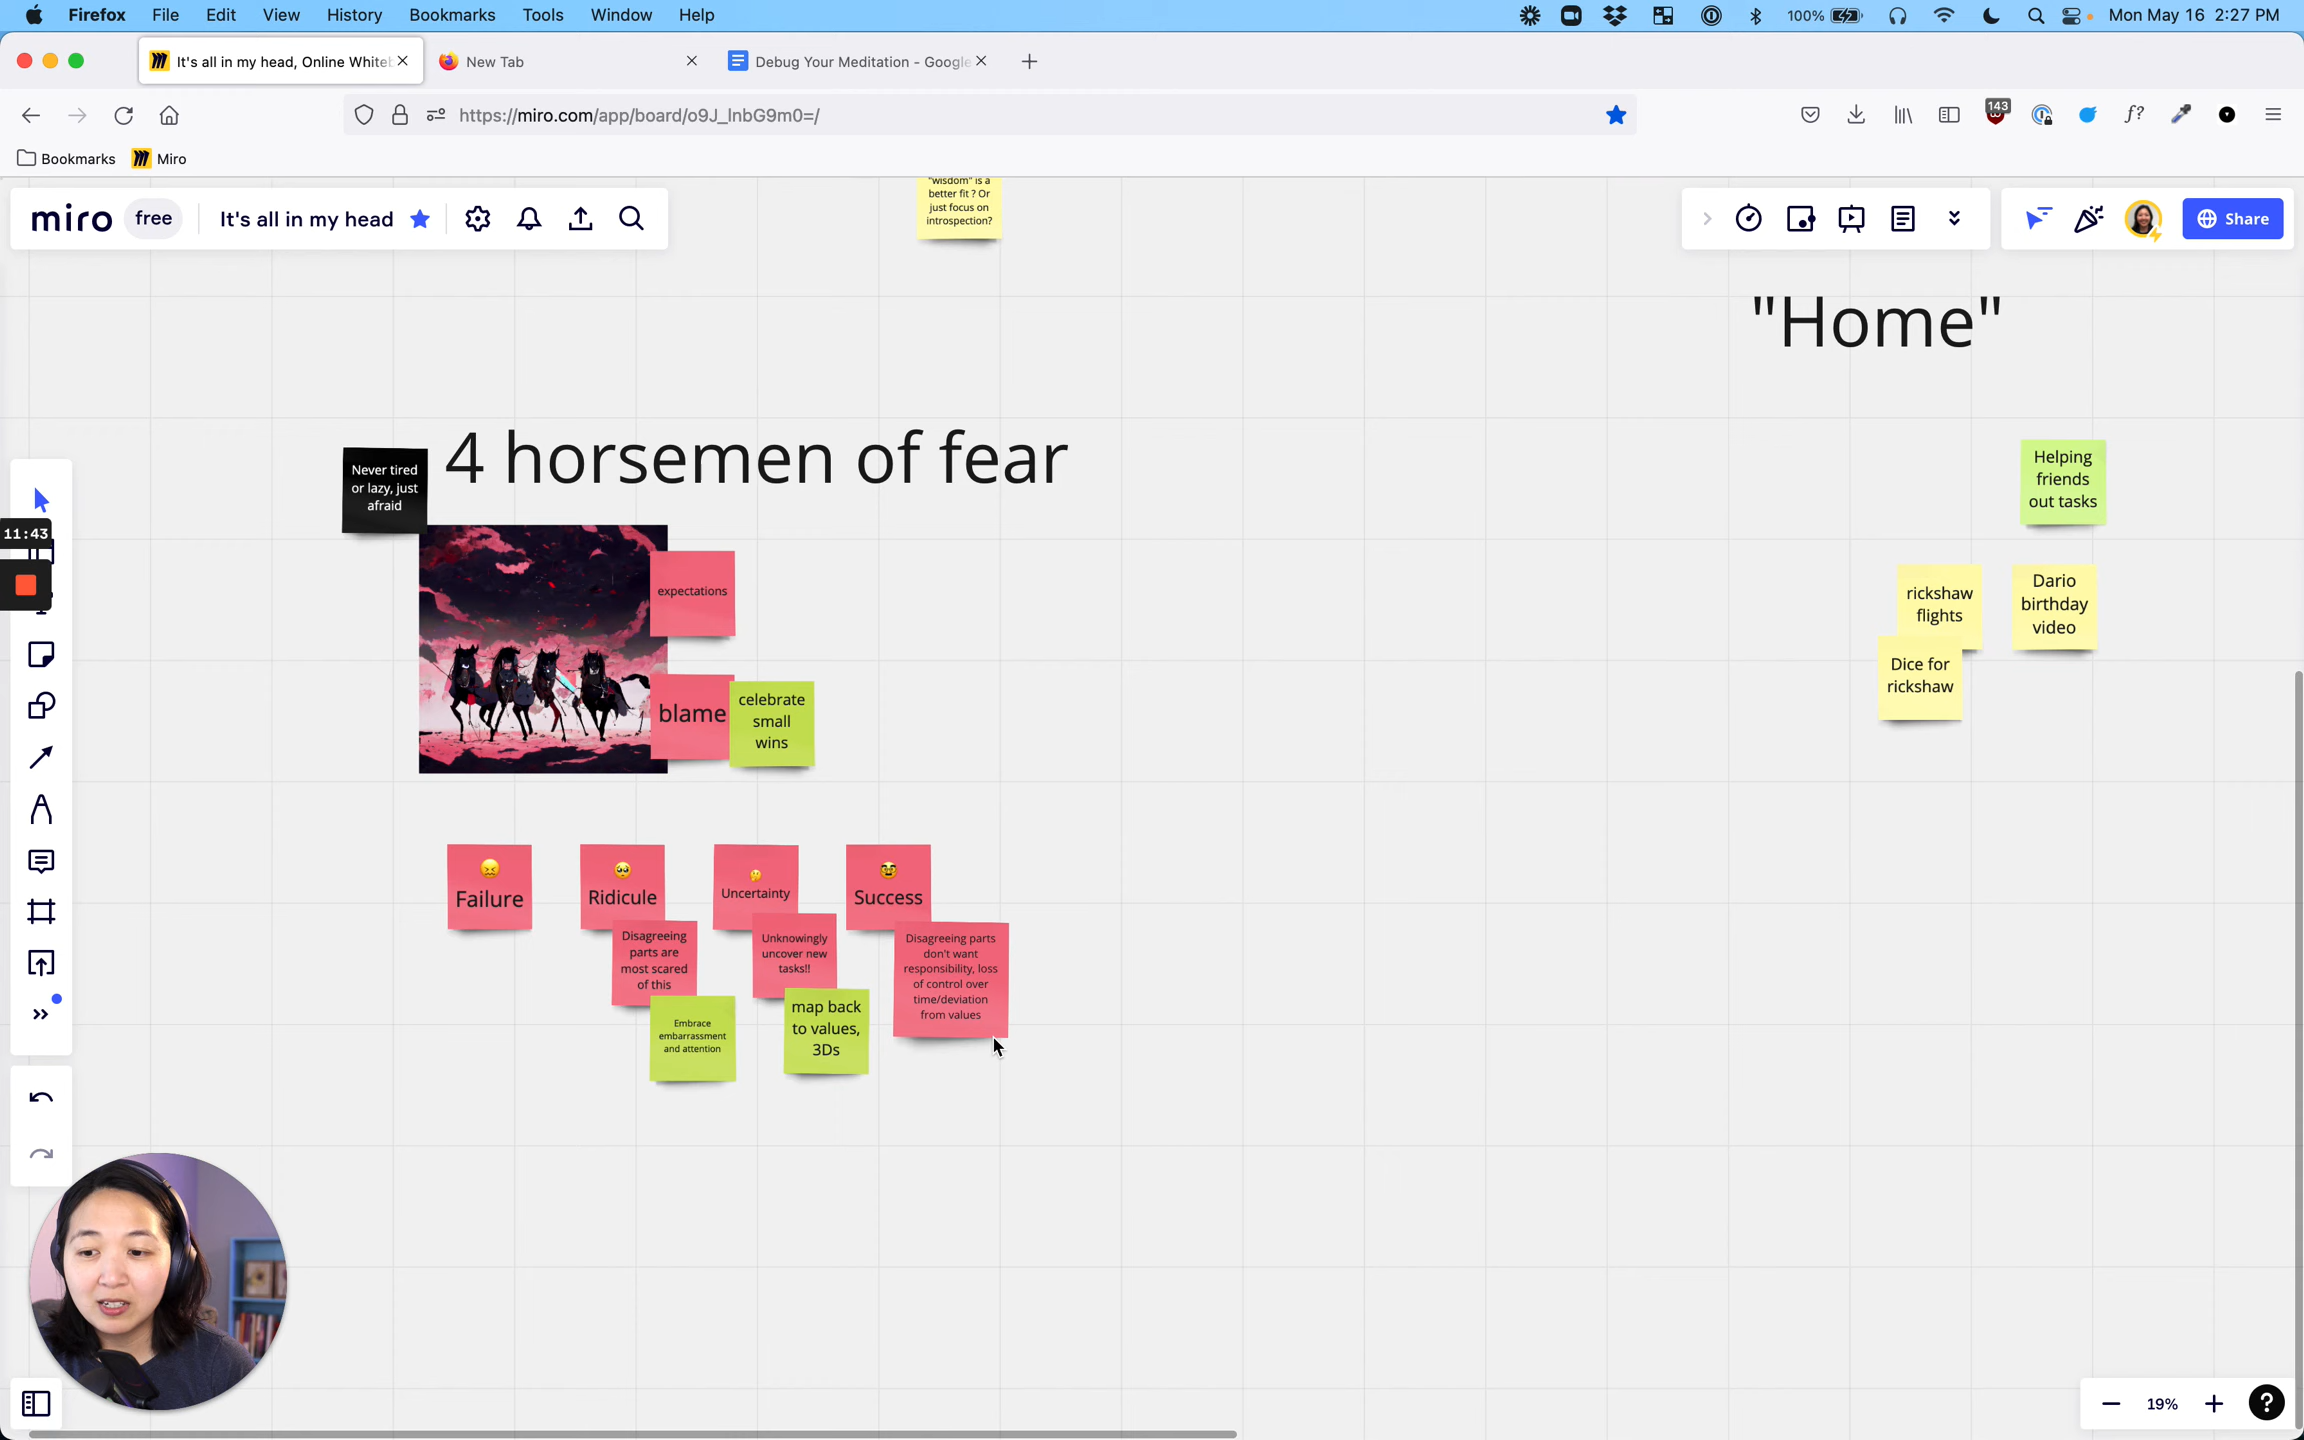 Firefox File Edit View History Bookmarks Tools Window Help
100%
Mon May 16 2:27 PM
It's all in my head, Online White
New Tab
Debug Your Meditation - Google
https://miro.com/app/board/o9J_lnbG9m0=/
143
Bookmarks
Miro
miro
free
It's all in my head
Share
"wisdom" is a
better fit ? Or
just focus on
introspection?
"Home"
4 horsemen of fear
Never tired
or lazy, just
afraid
Helping
friends
out tasks
11:43
expectations
rickshaw
flights
Dario
birthday
video
Dice for
rickshaw
blame
celebrate
small
wins
Failure
Ridicule
Uncertainty
Success
Disagreeing
parts are
most scared
of this
Unknowingly
uncover new
tasks!!
Disagreeing parts
don't want
responsibility, loss
of control over
time/deviation
from values
Embrace
embarrassment
and attention
map back
to values,
3Ds
19%